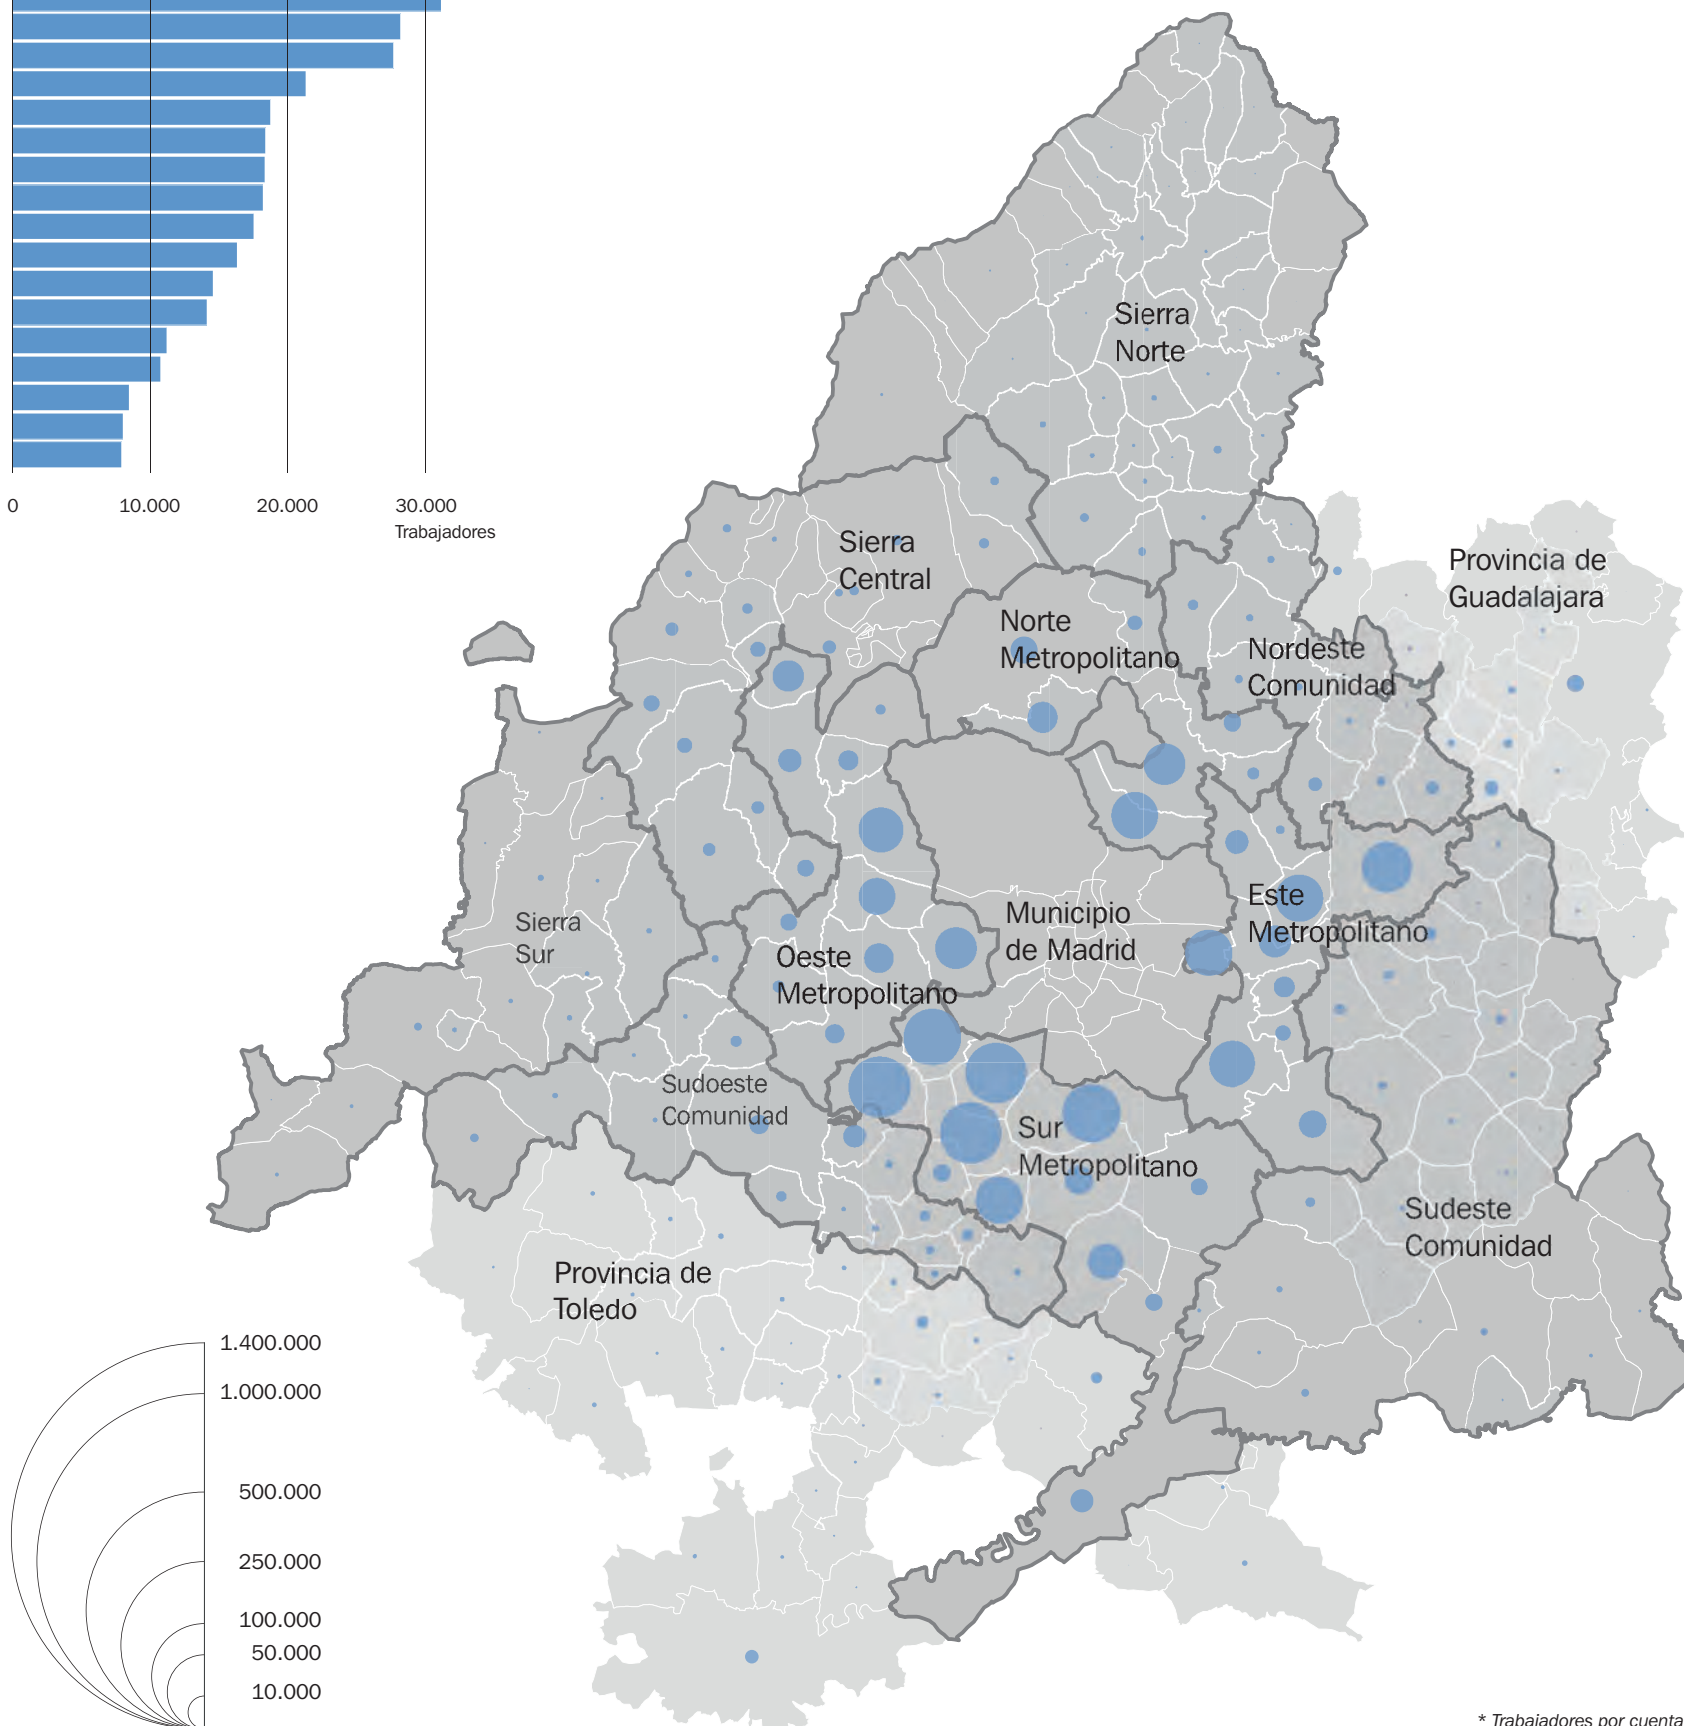 0
10.000
20.000
30.000
Trabajadores
Sierra
Norte
Sierra
Central
Provincia de
Guadalajara
Norte
Metropolitano
Nordeste
Comunidad
Sierra
Sur
Oeste
Metropolitano
Municipio
de Madrid
Este
Metropolitano
Sudoeste
Comunidad
Sur
Metropolitano
Sudeste
Comunidad
Provincia de
Toledo
1.400.000
1.000.000
500.000
250.000
100.000
50.000
10.000
* Trabajadores por cuenta